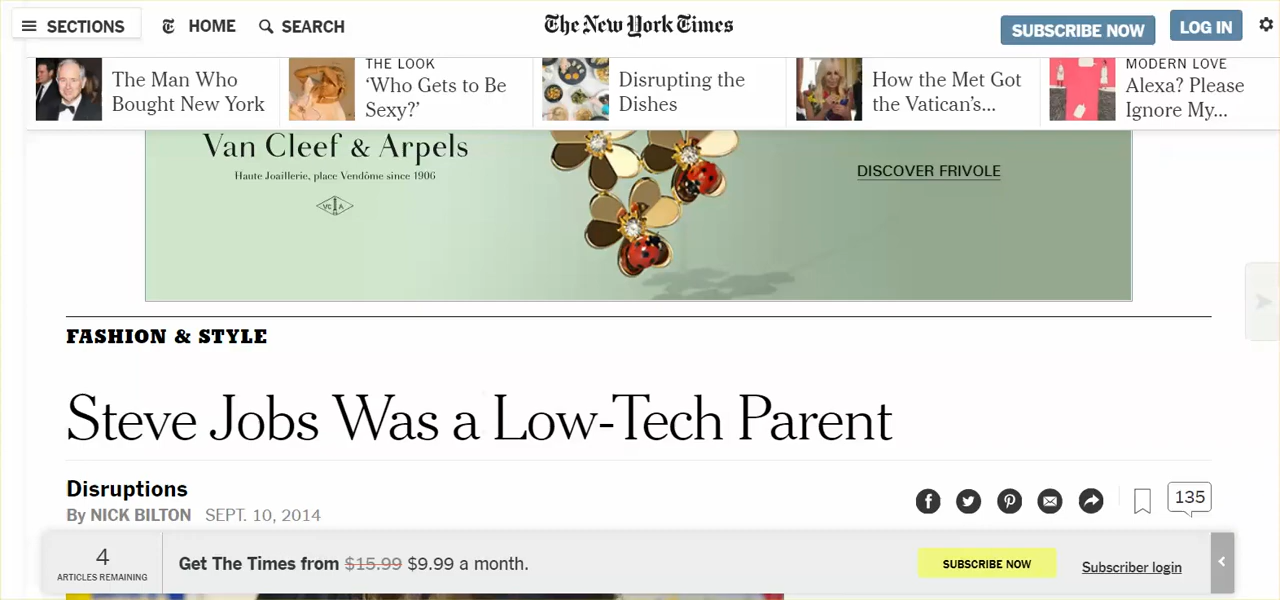 SECTIONS
HOME
SEARCH
The New York Times
SUBSCRIBE NOW
LOG IN
The Man Who
Bought New York
THE LOOK
‘Who Gets to Be
Sexy?’
Disrupting the
Dishes
How the Met Got
the Vatican’s...
MODERN LOVE
Alexa? Please
Ignore My...
Van Cleef & Arpels
Haute Joaillerie, place Vendôme since 1906
VCA
DISCOVER FRIVOLE
FASHION & STYLE
Steve Jobs Was a Low-Tech Parent
Disruptions
By NICK BILTON SEPT. 10, 2014
135
4
ARTICLES REMAINING
Get The Times from $15.99 $9.99 a month.
SUBSCRIBE NOW
Subscriber login